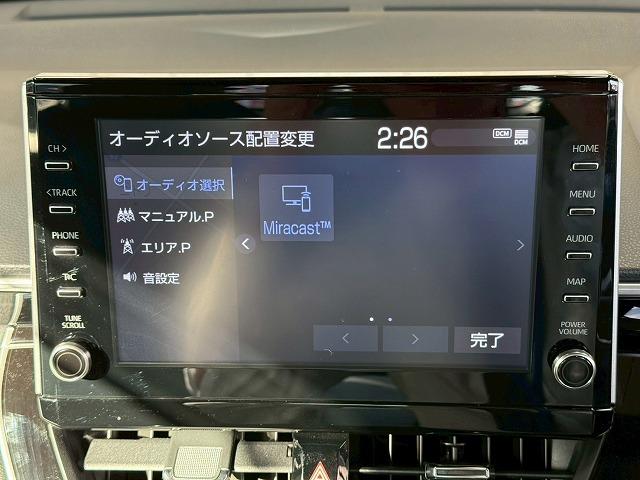 オーディオソース配置変更 2:26 DCM DCM
オーディオ選択
マニュアル.P
エリア.P
音設定
Miracast™
完了
CH >
< TRACK
PHONE
T&C
TUNE
SCROLL
HOME
MENU
AUDIO
MAP
POWER
VOLUME